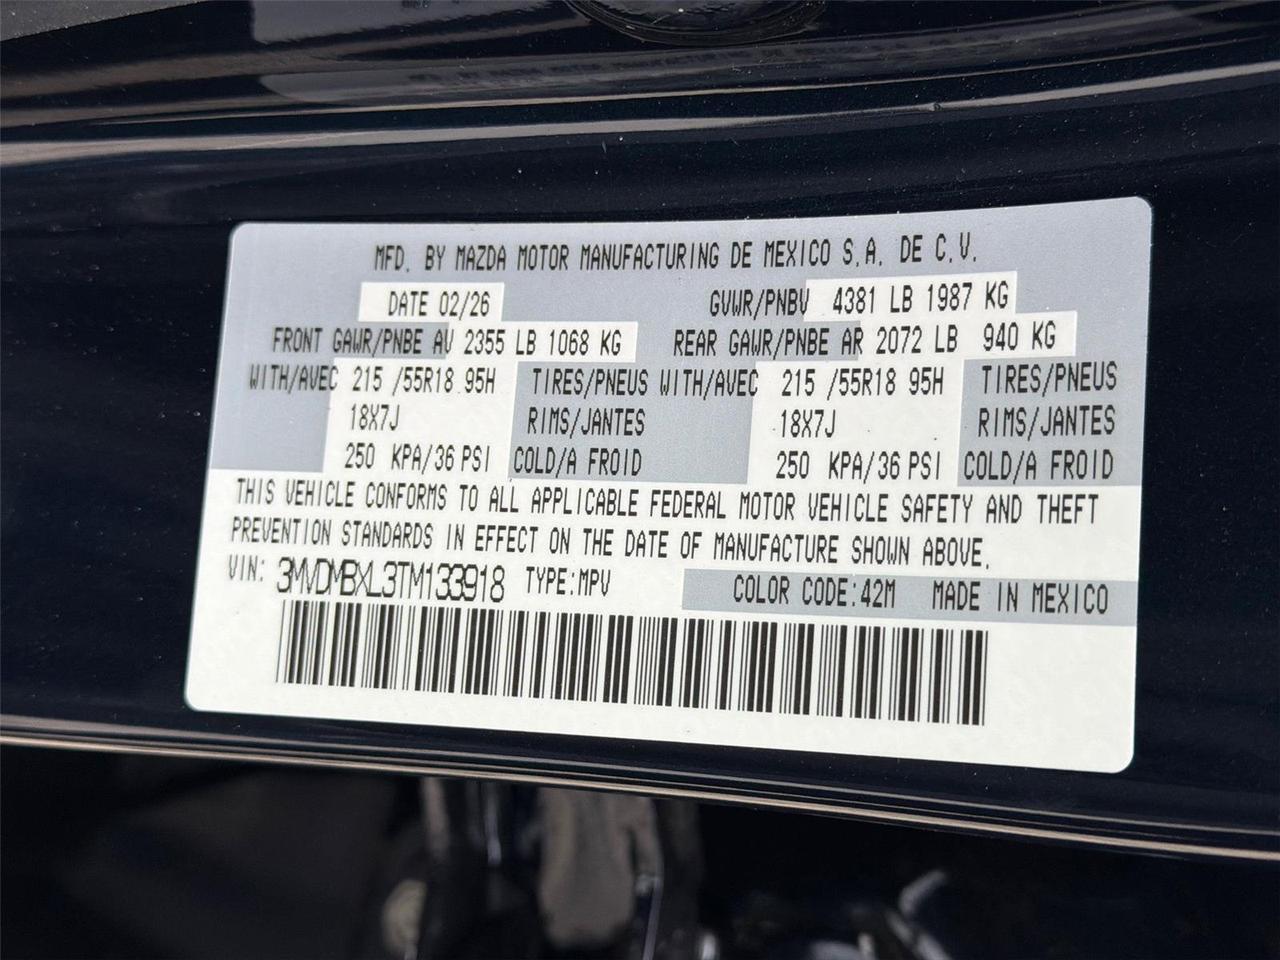 MFD. BY MAZDA MOTOR MANUFACTURING DE MEXICO S.A. DE C.V.
DATE 02/26 GVWR/PNBV 4381 LB 1987 KG
FRONT GAWR/PNBE AV 2355 LB 1068 KG REAR GAWR/PNBE AR 2072 LB 940 KG
WITH/AVEC 215 /55R18 95H TIRES/PNEUS WITH/AVEC 215 /55R18 95H TIRES/PNEUS
18X7J RIMS/JANTES 18X7J RIMS/JANTES
250 KPA/36 PSI COLD/A FROID 250 KPA/36 PSI COLD/A FROID
THIS VEHICLE CONFORMS TO ALL APPLICABLE FEDERAL MOTOR VEHICLE SAFETY AND THEFT
PREVENTION STANDARDS IN EFFECT ON THE DATE OF MANUFACTURE SHOWN ABOVE.
VIN: 3MVDMBXL3TM133918 TYPE:MPV COLOR CODE:42M MADE IN MEXICO